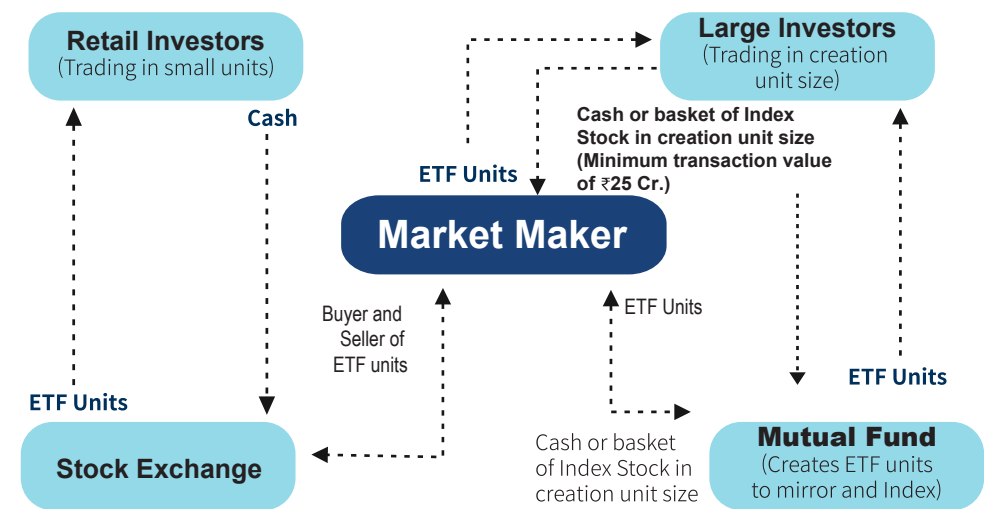 Retail Investors
(Trading in small units)
Large Investors
(Trading in creation
unit size)
Cash
Cash or basket of Index
Stock in creation unit size
(Minimum transaction value
of ₹25 Cr.)
ETF Units
Market Maker
Buyer and
Seller of
ETF units
ETF Units
ETF Units
ETF Units
Stock Exchange
Cash or basket
of Index Stock in
creation unit size
Mutual Fund
(Creates ETF units
to mirror and Index)